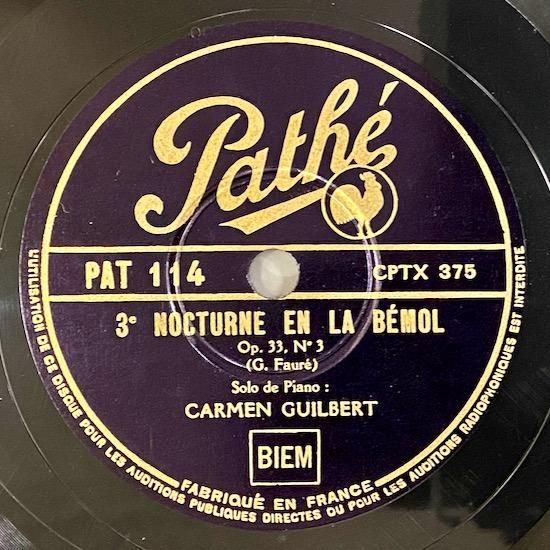 Pathé
PAT 114
CPTX 375
3e NOCTURNE EN LA BÉMOL
Op. 33, N° 3
(G. Fauré)
Solo de Piano :
CARMEN GUILBERT
BIEM
FABRIQUÉ EN FRANCE
L'UTILISATION DE CE DISQUE POUR LES AUDITIONS PUBLIQUES DIRECTES OU POUR LES AUDITIONS RADIOPHONIQUES EST INTERDITE